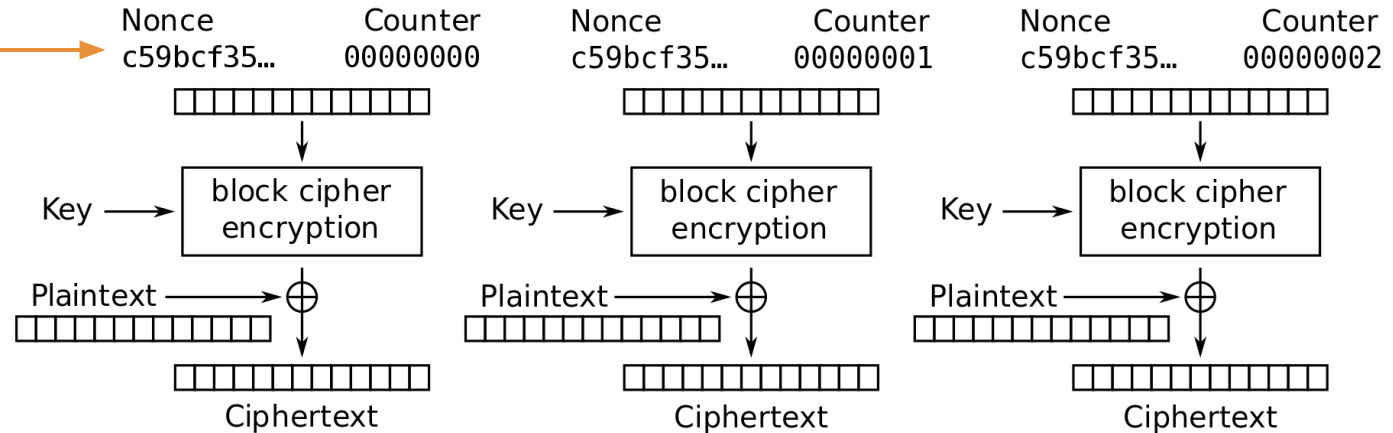 Nonce Counter Nonce Counter Nonce Counter
c59bcf35… 00000000 c59bcf35… 00000001 c59bcf35… 00000002
block cipher block cipher block cipher
Key Key Key
encryption encryption encryption
Plaintext Plaintext Plaintext
Ciphertext Ciphertext Ciphertext